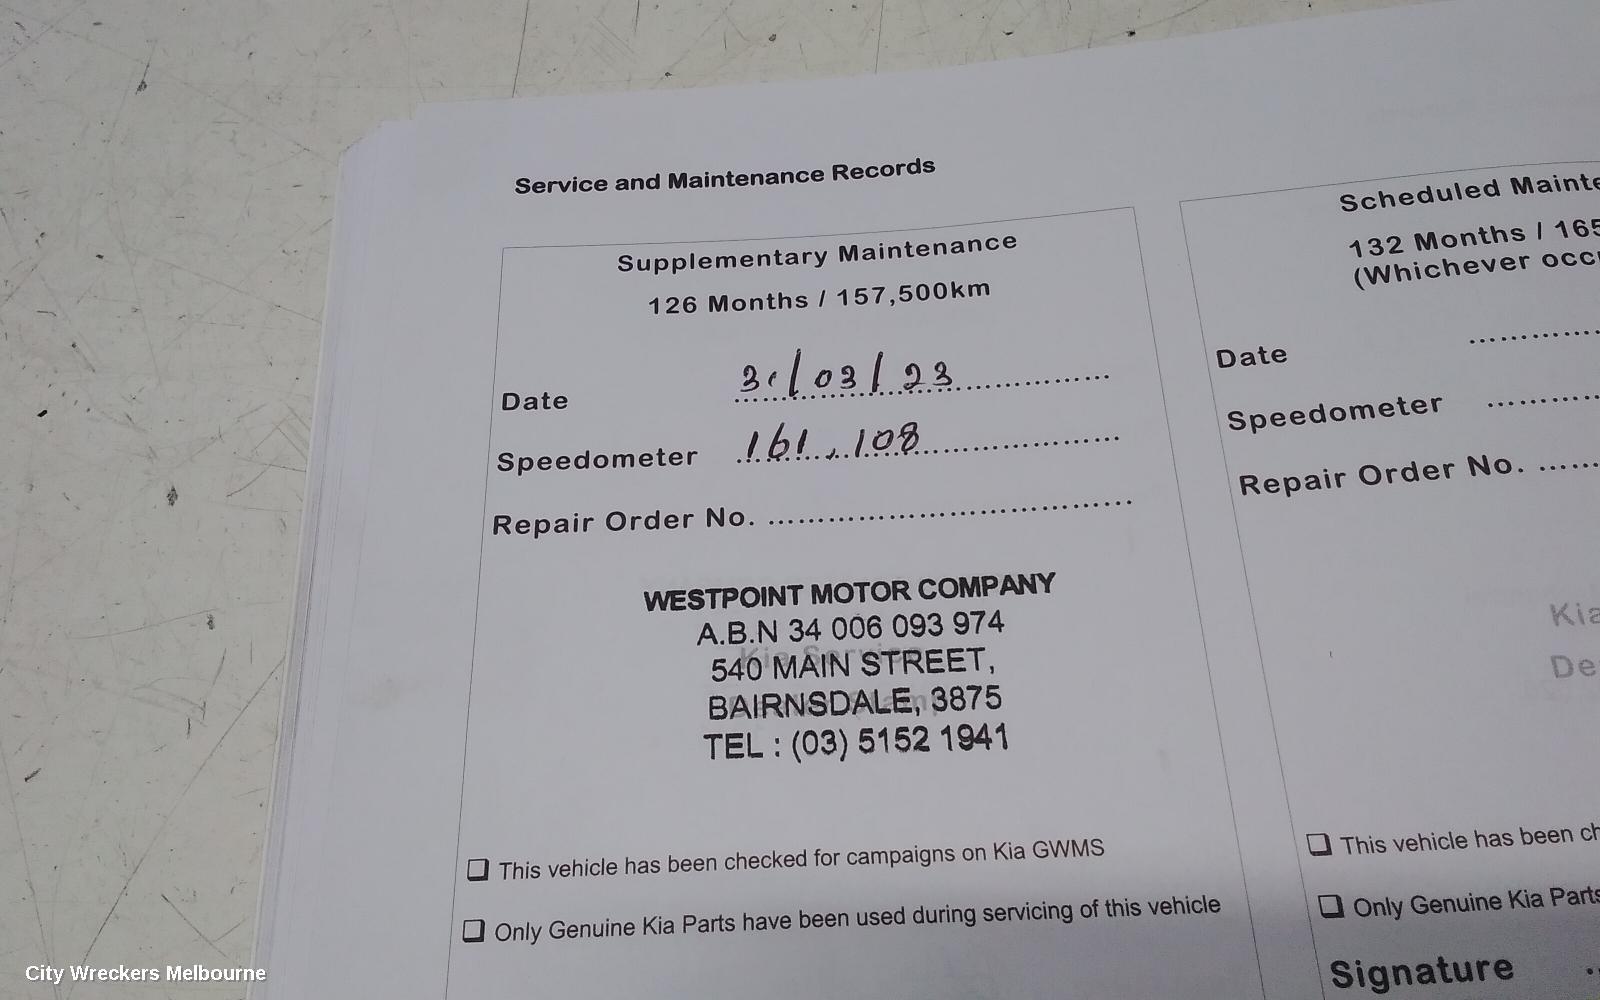 Service and Maintenance Records
Supplementary Maintenance
126 Months / 157,500km
Date 31/03/23
Speedometer 161,108
Repair Order No.
WESTPOINT MOTOR COMPANY
A.B.N 34 006 093 974
540 MAIN STREET,
BAIRNSDALE, 3875
TEL : (03) 5152 1941
❑ This vehicle has been checked for campaigns on Kia GWMS
❑ Only Genuine Kia Parts have been used during servicing of this vehicle
Scheduled
132 Months / 165
(Whichever
Date
Speedometer
Repair Order No.
Kia
❑ This vehicle has been
❑ Only Genuine Kia Parts
Signature
City Wreckers Melbourne